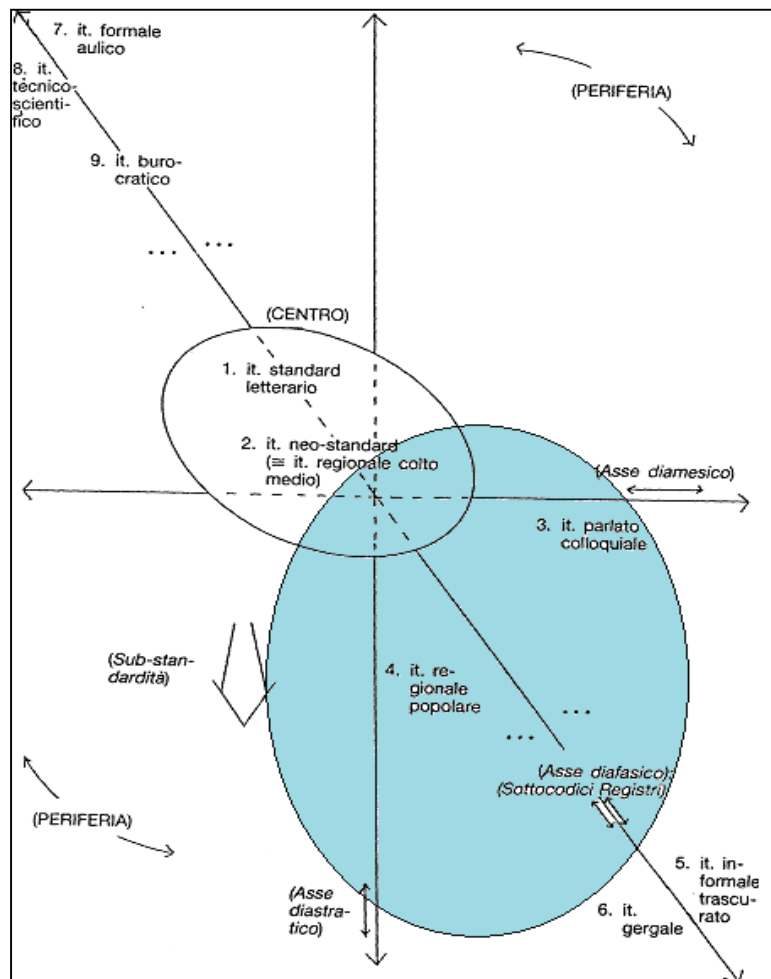 7. it. formale
aulico
8. it.
tecnico-
scienti-
fico
(PERIFERIA)
9. it. buro-
cratico
... ...
(CENTRO)
1. it. standard
letterario
2. it. neo-standard
(≅ it. regionale colto
medio)
(Asse diamesico)
3. it. parlato
colloquiale
(Sub-stan-
dardità)
4. it. re-
gionale
popolare
... ...
(Asse diafasico);
(Sottocodici Registri)
(PERIFERIA)
5. it. in-
formale
trascu-
rato
(Asse
diastra-
tico)
6. it.
gergale